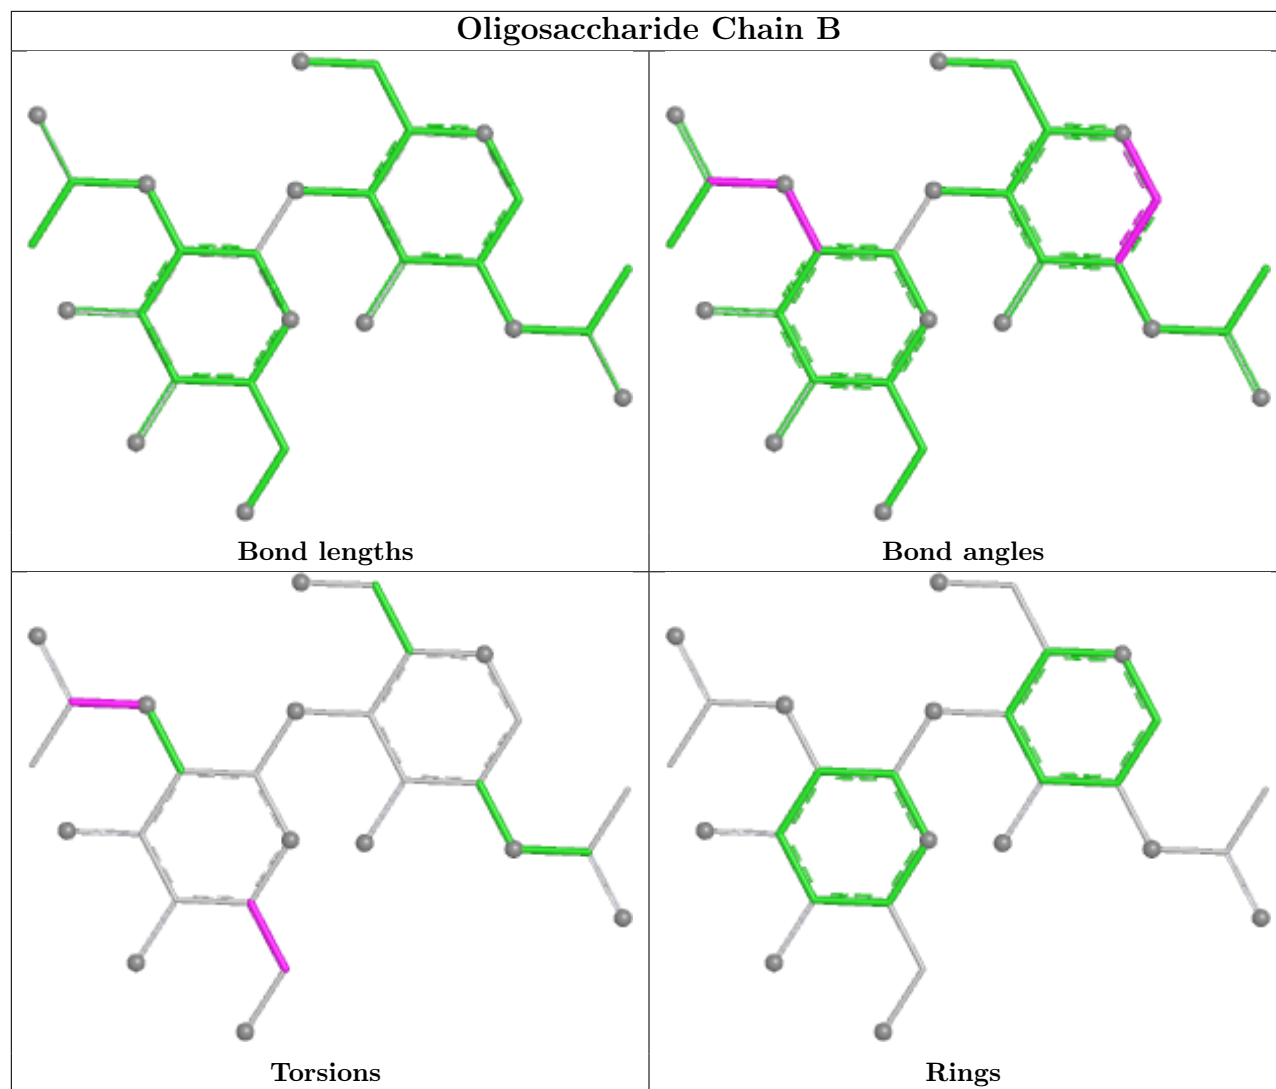 Oligosaccharide Chain B
Bond lengths
Bond angles
Torsions
Rings